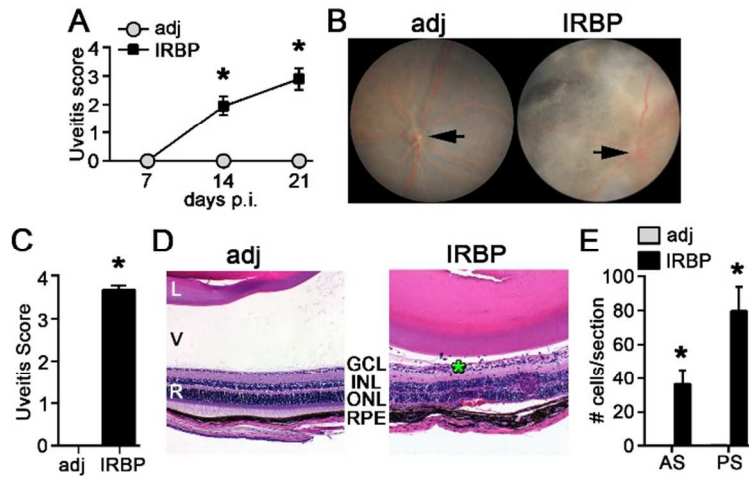 A
adj
IRBP
Uveitis score
4
3
2
1
0
*
*
7 14 21
days p.i.
B
adj IRBP
C
Uveitis Score
4
3
2
1
0
*
adj IRBP
D
adj IRBP
L
V
R
GCL
INL
ONL
RPE
*
E
adj
IRBP
# cells/section
100
80
60
40
20
0
*
*
AS PS